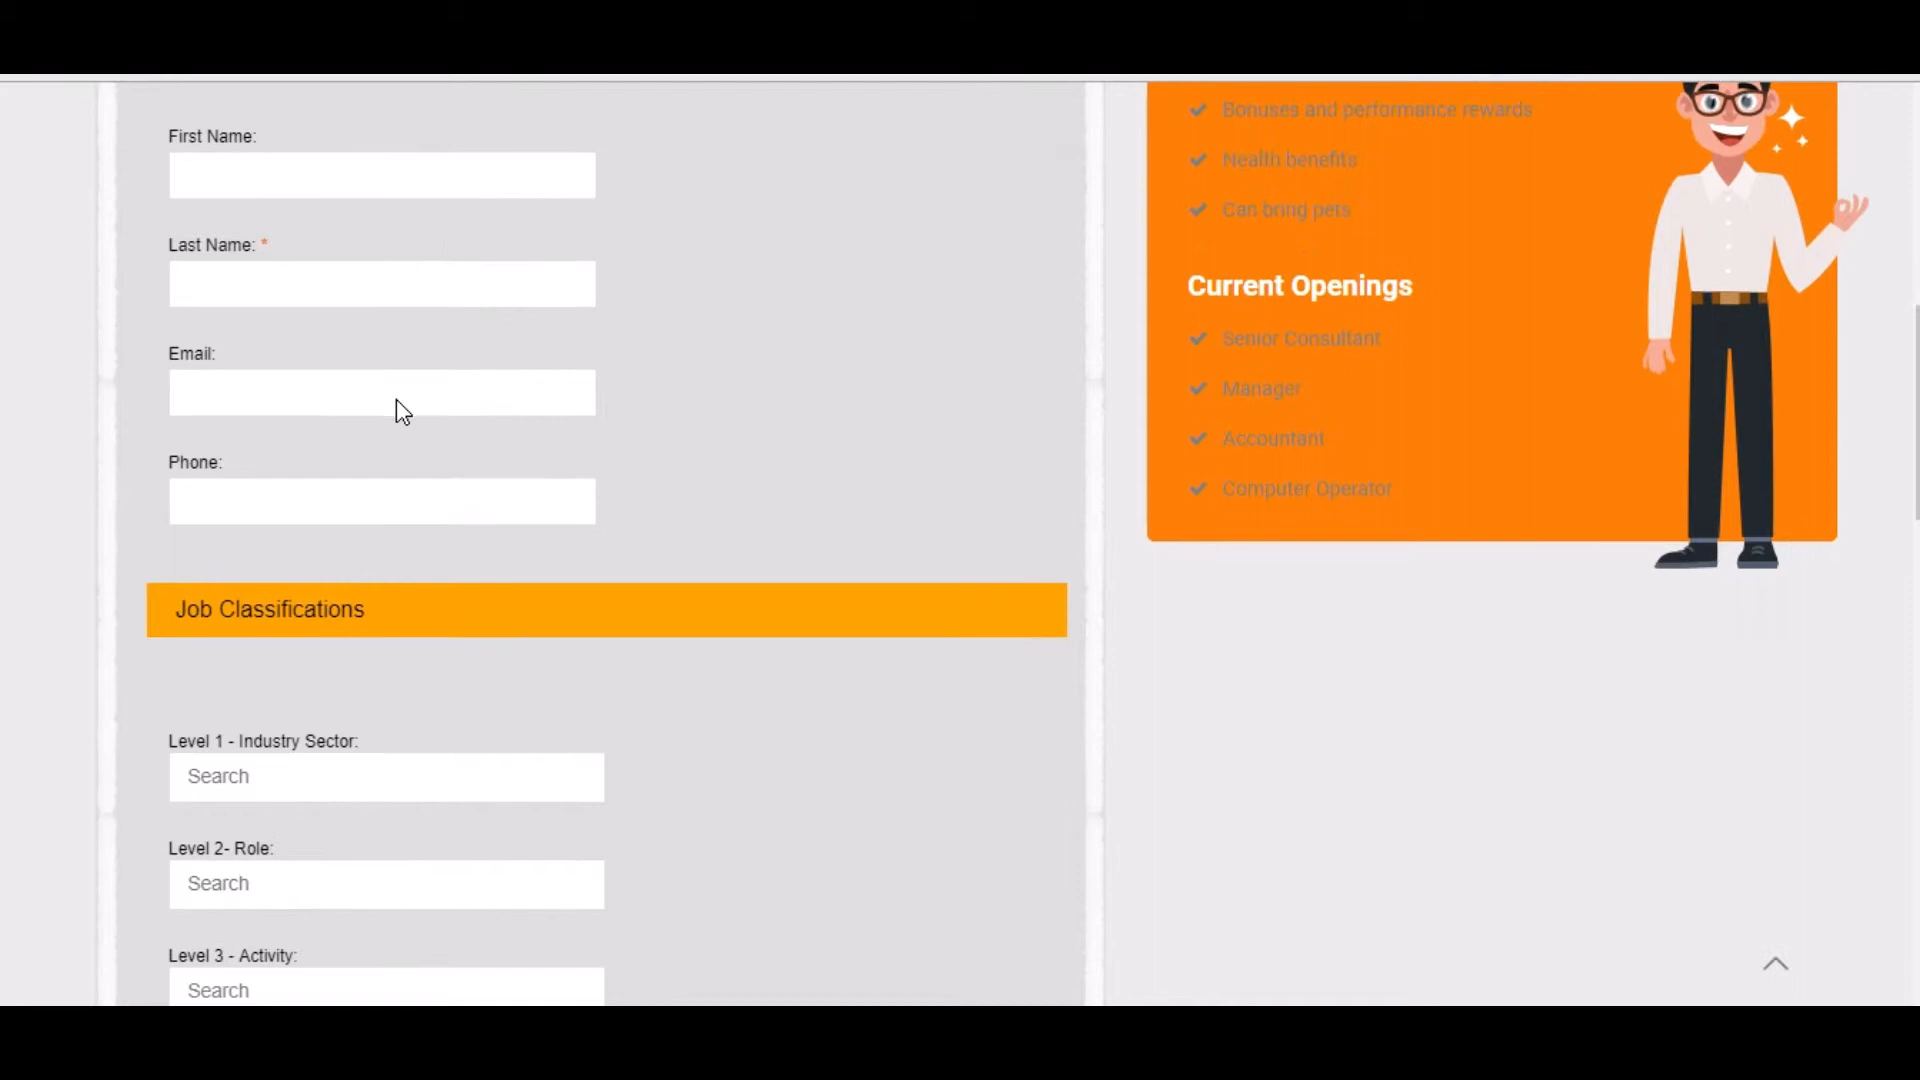 First Name:
Last Name: *
Email:
Phone:
Job Classifications
Level 1 - Industry Sector:
Search
Level 2- Role:
Search
Level 3 - Activity:
Search
Bonuses and performance rewards
Nealth benefits
Can bring pets
Current Openings
Senior Consultant
Manager
Accountant
Computer Operator